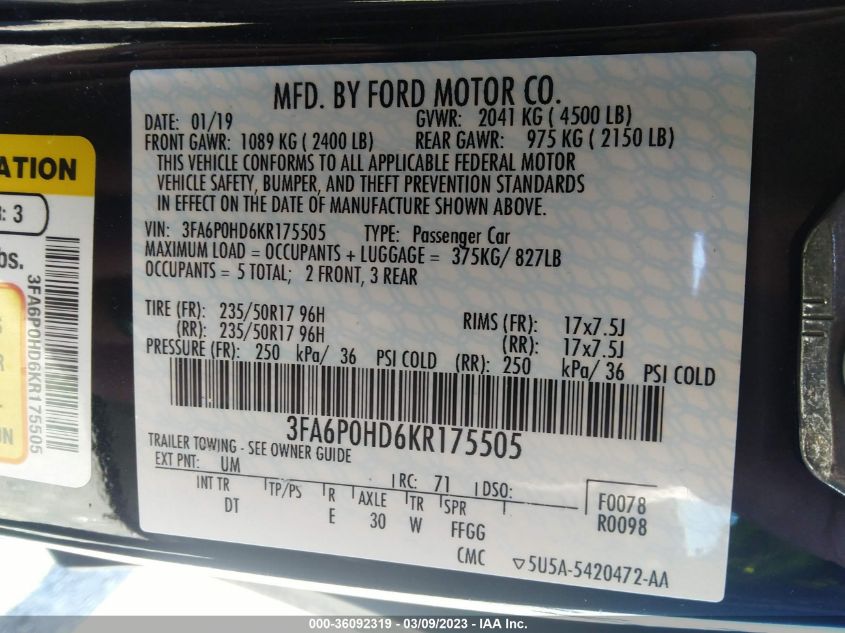 MFD. BY FORD MOTOR CO.
DATE: 01/19 GVWR: 2041 KG ( 4500 LB)
FRONT GAWR: 1089 KG ( 2400 LB) REAR GAWR: 975 KG ( 2150 LB)
THIS VEHICLE CONFORMS TO ALL APPLICABLE FEDERAL MOTOR
VEHICLE SAFETY, BUMPER, AND THEFT PREVENTION STANDARDS
IN EFFECT ON THE DATE OF MANUFACTURE SHOWN ABOVE.
VIN: 3FA6P0HD6KR175505 TYPE: Passenger Car
MAXIMUM LOAD = OCCUPANTS + LUGGAGE = 375KG/ 827LB
OCCUPANTS = 5 TOTAL; 2 FRONT, 3 REAR
TIRE (FR): 235/50R17 96H RIMS (FR): 17x7.5J
(RR): 235/50R17 96H (RR): 17x7.5J
PRESSURE (FR): 250 kPa/ 36 PSI COLD (RR): 250 kPa/ 36 PSI COLD
3FA6P0HD6KR175505
TRAILER TOWING - SEE OWNER GUIDE
EXT PNT: UM RC: 71 DSO:
INT TR TP/PS R AXLE TR SPR F0078
DT E 30 W FFGG R0098
CMC ▽5U5A-5420472-AA
ATION
: 3
bs.
3FA6P0HD6KR175505
S
R
L
UN
000-36092319 - 03/09/2023 - IAA Inc.